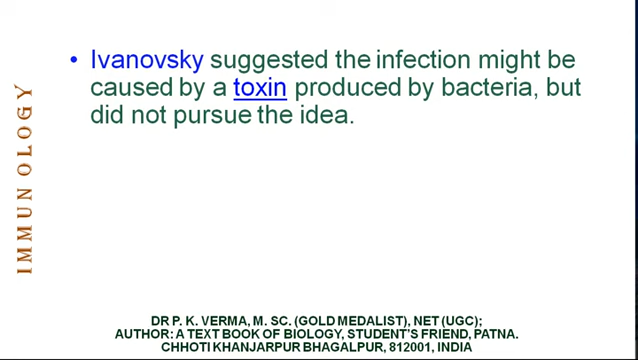 • Ivanovsky suggested the infection might be
caused by a toxin produced by bacteria, but
did not pursue the idea.
IMMUNOLOGY
DR P. K. VERMA, M. SC. (GOLD MEDALIST), NET (UGC);
AUTHOR: A TEXT BOOK OF BIOLOGY, STUDENT'S FRIEND, PATNA.
CHHOTI KHANJARPUR BHAGALPUR, 812001, INDIA